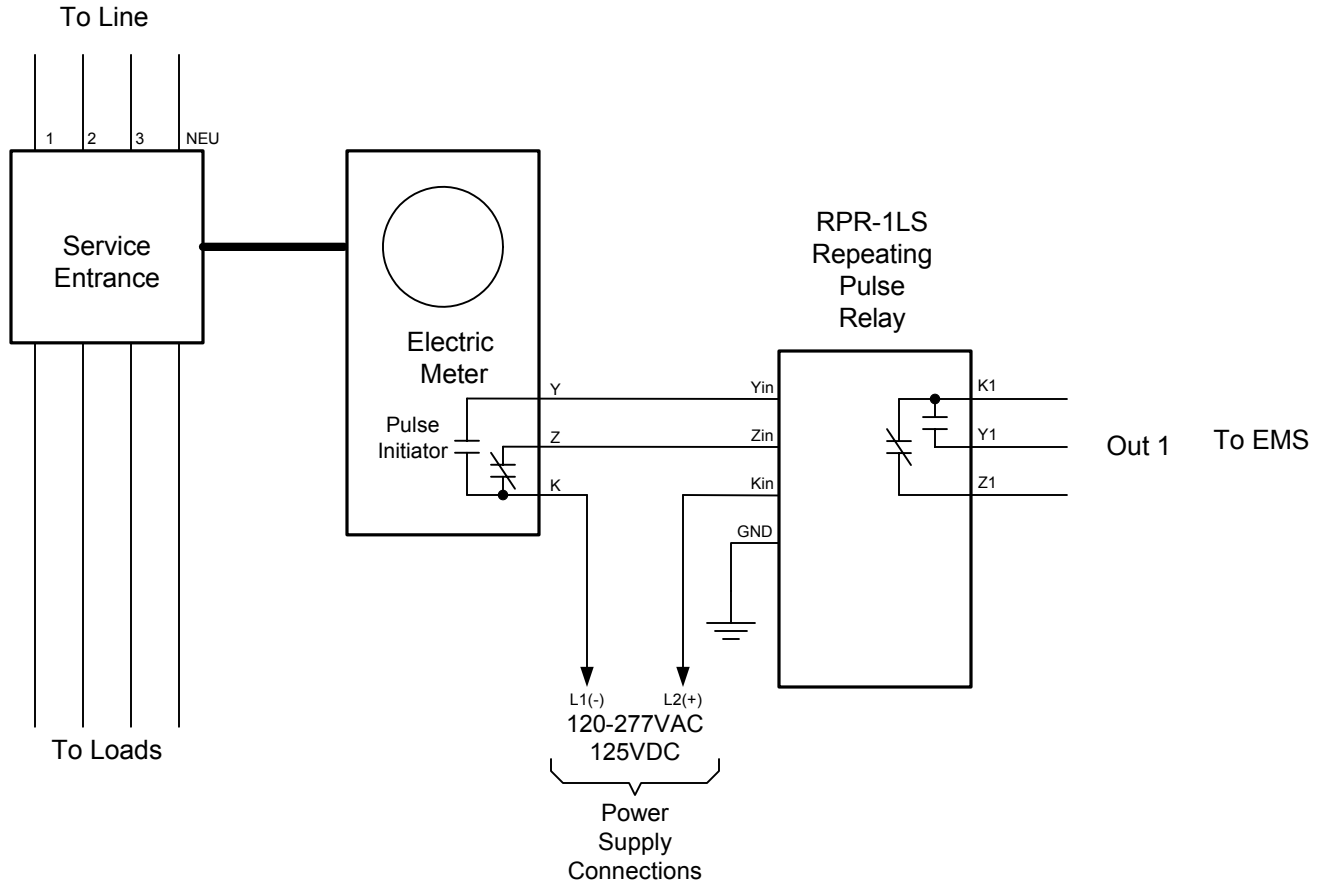 To Line
1
2
3
NEU
Service
Entrance
To Loads
Electric
Meter
Pulse
Initiator
Y
Z
K
RPR-1LS
Repeating
Pulse
Relay
Yin
Zin
Kin
GND
K1
Y1
Z1
Out 1
To EMS
L1(-)
L2(+)
120-277VAC
125VDC
Power
Supply
Connections